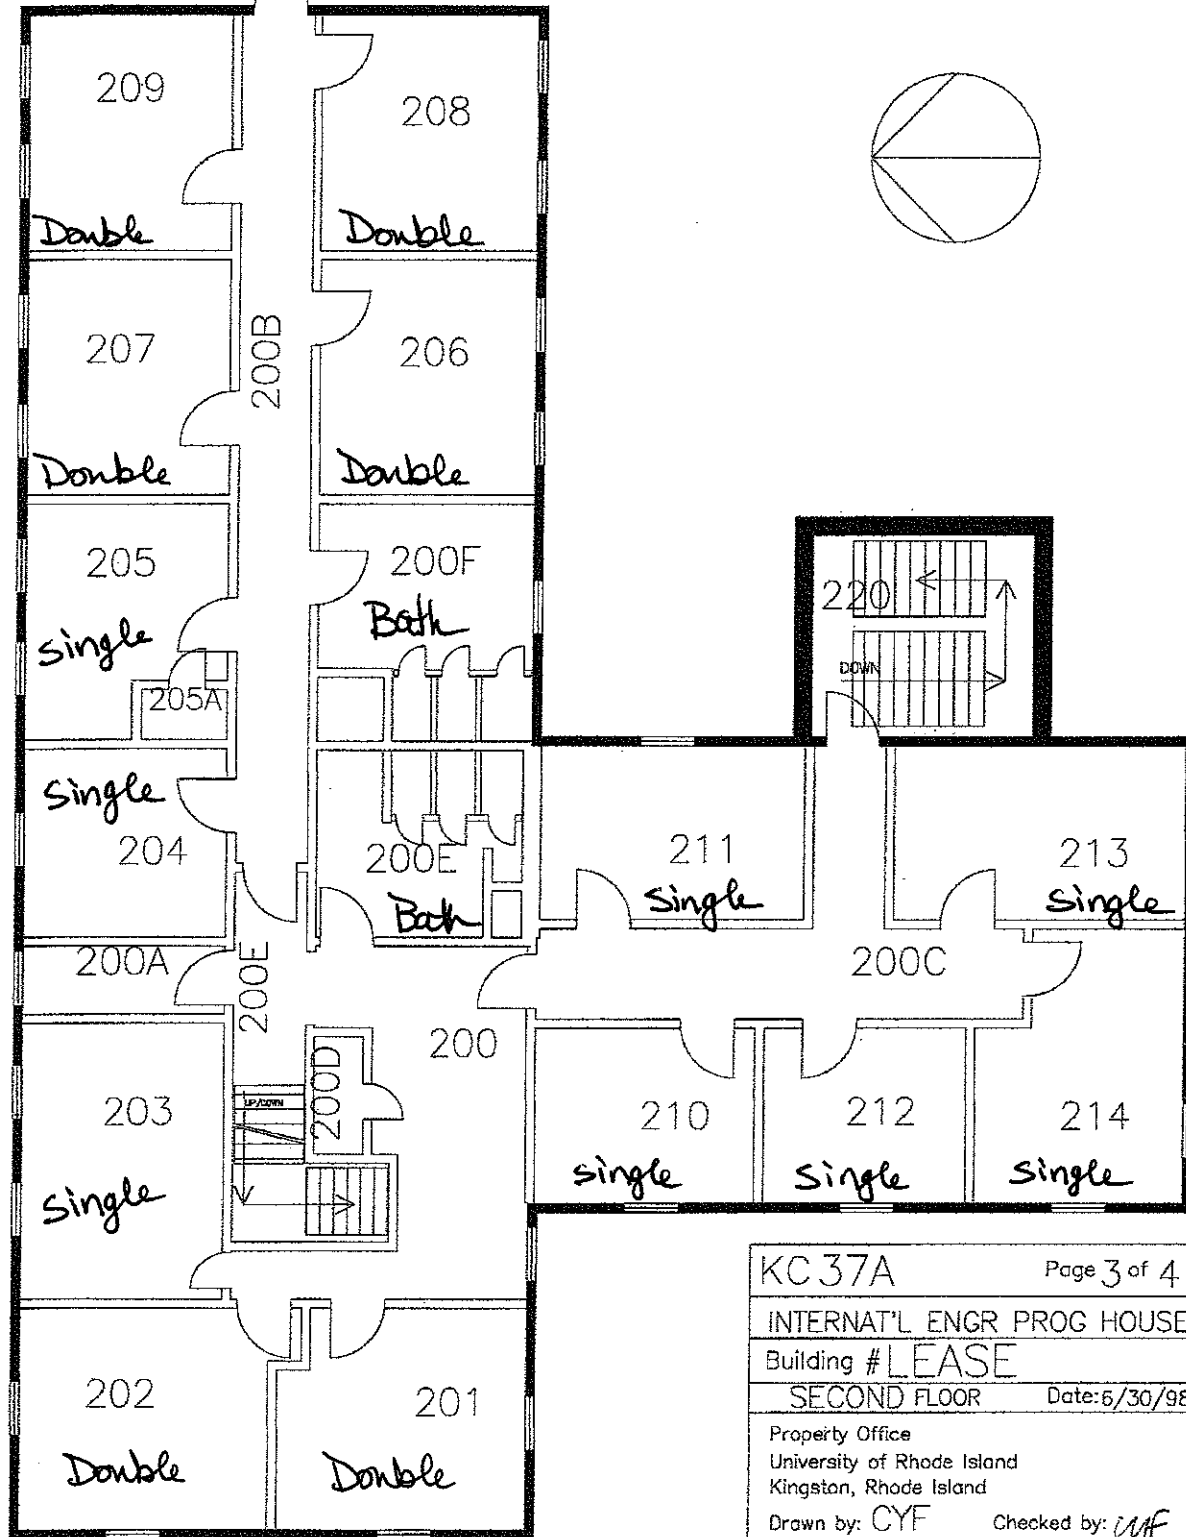 209
Double
208
Double
207
Double
200B
206
Double
205
Single
205A
200F
Bath
220
DOWN
Single
204
200E
Bath
211
Single
213
Single
200A
200E
200
200C
200D
UP/DOWN
203
Single
210
Single
212
Single
214
Single
202
Double
201
Double
KC 37A Page 3 of 4
INTERNAT'L ENGR PROG HOUSE
Building # LEASE
SECOND FLOOR Date: 6/30/98
Property Office
University of Rhode Island
Kingston, Rhode Island
Drawn by: CYF Checked by: